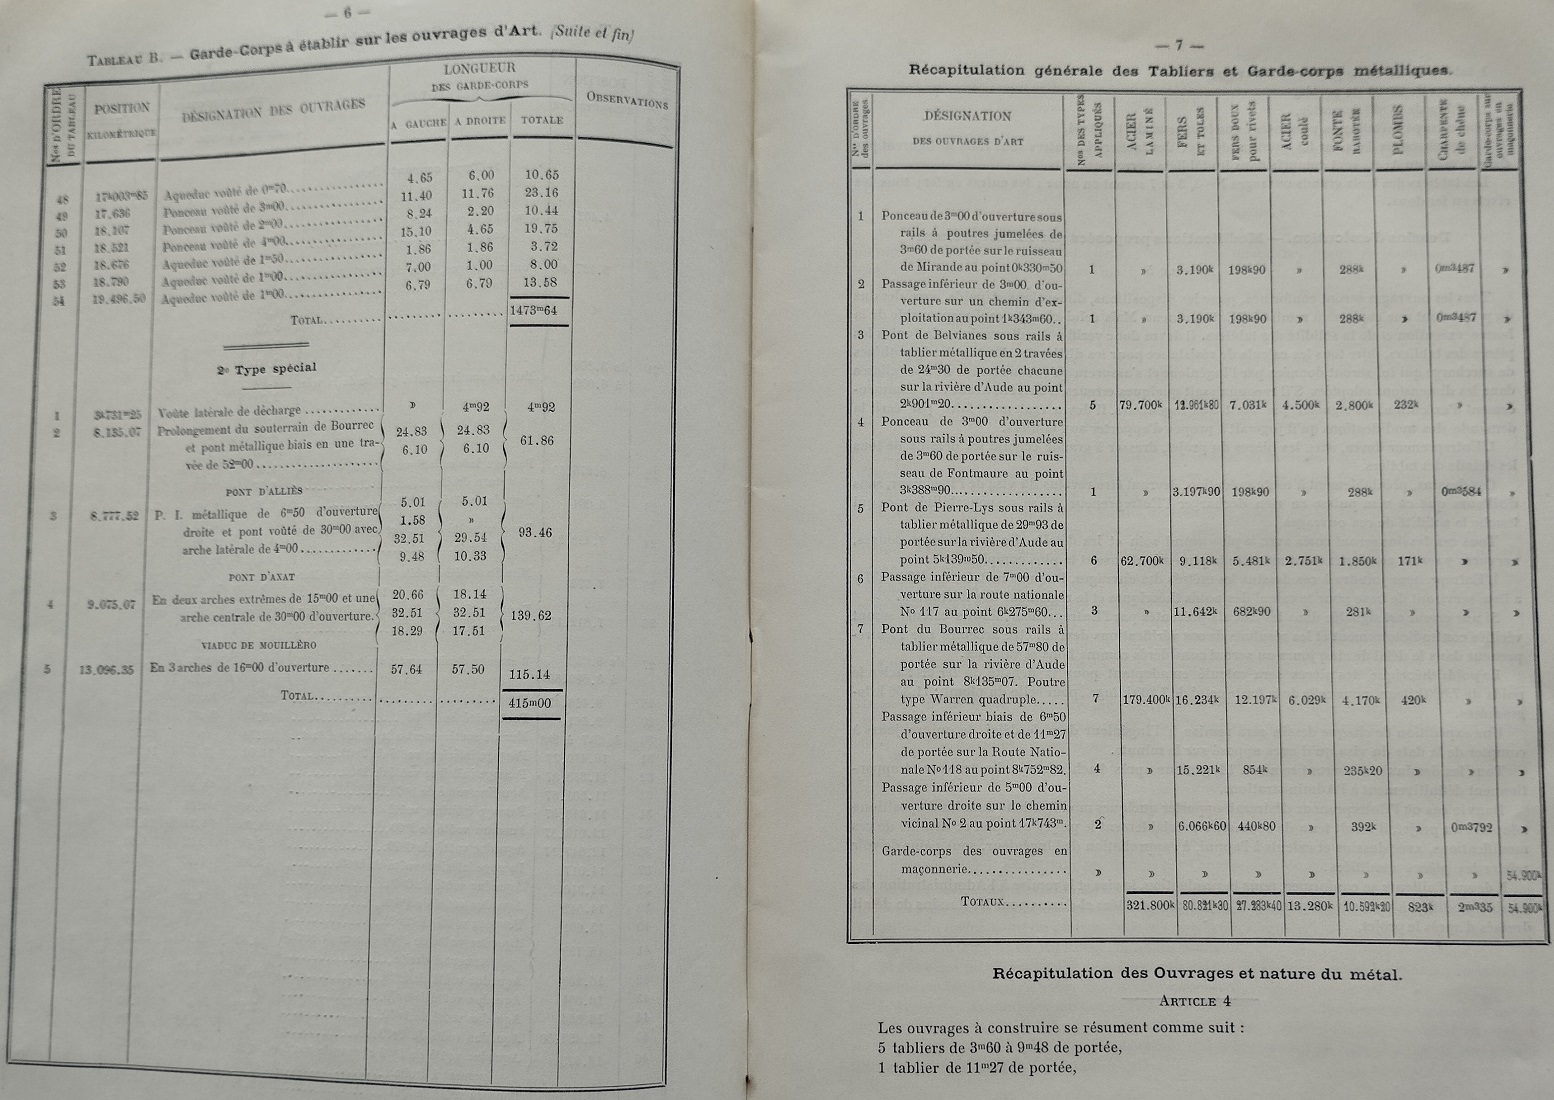 — 6 —
TABLEAU B. — Garde-Corps à établir sur les ouvrages d'Art. (Suite et fin)
Nos D'ORDRE DU TABLEAU
POSITION KILOMÉTRIQUE
DÉSIGNATION DES OUVRAGES
LONGUEUR DES GARDE-CORPS
A GAUCHE A DROITE TOTALE
OBSERVATIONS
48 17k003m85 Aqueduc voûté de 0m70 4.65 6.00 10.65
49 17.636 Ponceau voûté de 3m00 11.40 11.76 23.16
50 18.107 Ponceau voûté de 2m00 8.24 2.20 10.44
51 18.521 Ponceau voûté de 4m00 15.10 4.65 19.75
52 18.676 Aqueduc voûté de 1m50 1.86 1.86 3.72
53 18.790 Aqueduc voûté de 1m00 7.00 1.00 8.00
54 19.496.50 Aqueduc voûté de 1m00 6.79 6.79 13.58
TOTAL 1473m64
2e Type spécial
1 3k731m25 Voûte latérale de décharge » 4m92 4m92
2 8.135.07 Prolongement du souterrain de Bourrec 24.83 24.83
et pont métallique biais en une tra- 6.10 6.10 61.86
vée de 52m00
PONT D'ALLIÈS
5.01 5.01
3 8.777.52 P. I. métallique de 6m50 d'ouverture 1.58 »
droite et pont voûté de 30m00 avec 32.51 29.54 93.46
arche latérale de 4m00 9.48 10.33
PONT D'AXAT
4 9.075.07 En deux arches extrêmes de 15m00 et une 20.66 18.14
arche centrale de 30m00 d'ouverture. 32.51 32.51 139.62
18.29 17.51
VIADUC DE MOUILLÈRO
5 13.096.35 En 3 arches de 16m00 d'ouverture 57.64 57.50 115.14
TOTAL 415m00
— 7 —
Récapitulation générale des Tabliers et Garde-corps métalliques.
Nos D'ORDRE des ouvrages
DÉSIGNATION DES OUVRAGES D'ART
Nos DES TYPES APPLIQUÉS
ACIER LAMINÉ
FERS ET TOLES
FERS DOUX pour rivets
ACIER coulé
FONTE RABOTÉE
PLOMBS
CHARPENTE de chêne
Garde-corps sur ouvrages en maçonnerie
1 Ponceau de 3m00 d'ouverture sous
rails à poutres jumelées de
3m60 de portée sur le ruisseau
de Mirande au point 0k330m50 1 » 3.190k 198k90 » 288k » 0m3487 »
2 Passage inférieur de 3m00 d'ou-
verture sur un chemin d'ex-
ploitation au point 1k343m60.. 1 » 3.190k 198k90 » 288k » 0m3487 »
3 Pont de Belvianes sous rails à
tablier métallique en 2 travées
de 24m30 de portée chacune
sur la rivière d'Aude au point
2k901m20 5 79.700k 12.961k80 7.031k 4.500k 2.800k 232k » »
4 Ponceau de 3m00 d'ouverture
sous rails à poutres jumelées
de 3m60 de portée sur le ruis-
seau de Fontmaure au point
3k388m90 1 » 3.197k90 198k90 » 288k » 0m3584 »
5 Pont de Pierre-Lys sous rails à
tablier métallique de 29m93 de
portée sur la rivière d'Aude au
point 5k139m50 6 62.700k 9.118k 5.481k 2.751k 1.850k 171k » »
6 Passage inférieur de 7m00 d'ou-
verture sur la route nationale
No 117 au point 6k275m60... 3 » 11.642k 682k90 » 281k » » »
7 Pont du Bourrec sous rails à
tablier métallique de 57m80 de
portée sur la rivière d'Aude
au point 8k135m07. Poutre
type Warren quadruple 7 179.400k 16.234k 12.197k 6.029k 4.170k 420k » »
Passage inférieur biais de 6m50
d'ouverture droite et de 11m27
de portée sur la Route Natio-
nale No 118 au point 8k752m82. 4 » 15.221k 854k » 235k20 » » »
Passage inférieur de 5m00 d'ou-
verture droite sur le chemin
vicinal No 2 au point 17k743m. 2 » 6.066k60 440k80 » 392k » 0m3792 »
Garde-corps des ouvrages en
maçonnerie » » » » » » » » 54.900k
TOTAUX 321.800k 80.821k30 27.283k40 13.280k 10.592k20 823k 2m335 54.900k
Récapitulation des Ouvrages et nature du métal.
ARTICLE 4
Les ouvrages à construire se résument comme suit :
5 tabliers de 3m60 à 9m48 de portée,
1 tablier de 11m27 de portée,